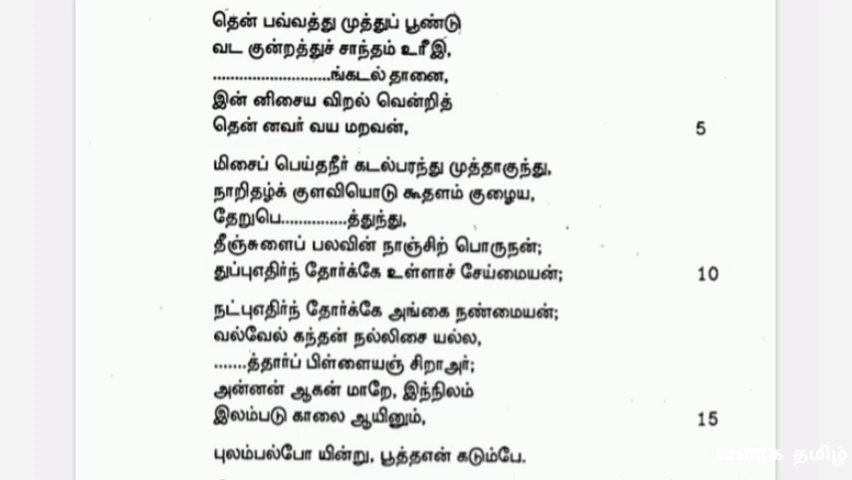 தென் பவ்வத்து முத்துப் பூண்டு
வட குன்றத்துச் சாந்தம் உரீஇ,
............................ங்கடல் தானை,
இன் னிசைய விறல் வென்றித்
தென் னவர் வய மறவன், 5
மிசைப் பெய்தநீர் கடல்பரந்து முத்தாகுந்து,
நாறிதழ்க் குளவியொடு கூதளம் குழைய,
தேறுபெ...............த்துந்து,
தீஞ்சுளைப் பலவின் நாஞ்சிற் பொருநன்;
துப்புஎதிர்ந் தோர்க்கே உள்ளாச் சேய்மையன்; 10
நட்புஎதிர்ந் தோர்க்கே அங்கை நண்மையன்;
வல்வேல் கந்தன் நல்லிசை யல்ல,
.......த்தார்ப் பிள்ளையஞ் சிறாஅர்;
அன்னன் ஆகன் மாறே, இந்நிலம்
இலம்படு காலை ஆயினும், 15
புலம்பல்போ யின்று, பூத்தஎன் கடும்பே.
தமிழ்